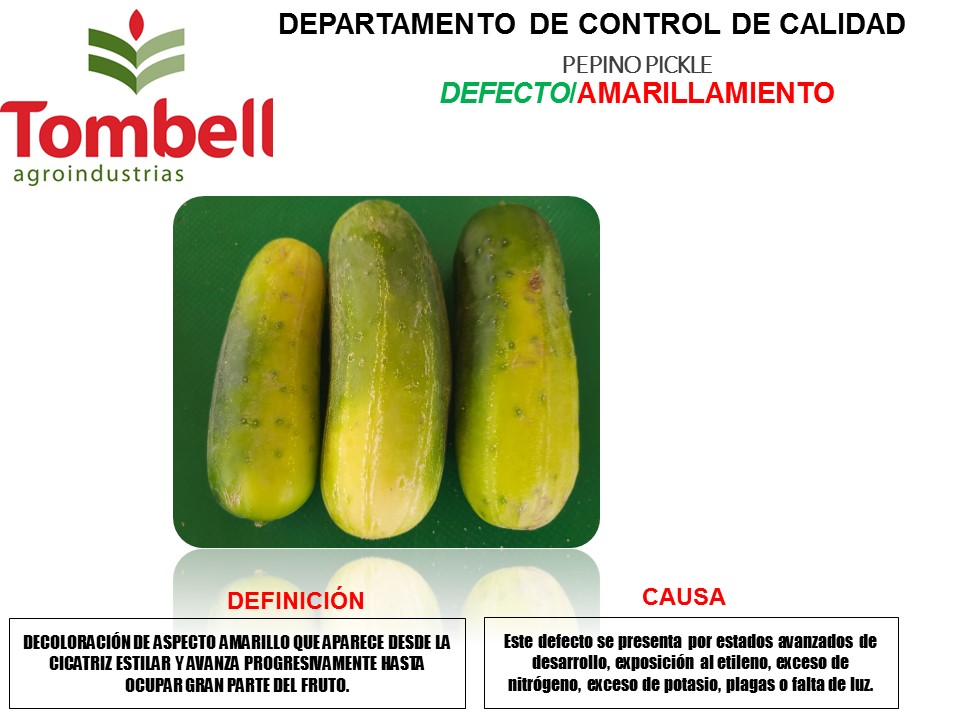 Tombell
agroindustrias
DEPARTAMENTO DE CONTROL DE CALIDAD
PEPINO PICKLE
DEFECTO/AMARILLAMIENTO
DEFINICIÓN
DECOLORACIÓN DE ASPECTO AMARILLO QUE APARECE DESDE LA
CICATRIZ ESTILAR Y AVANZA PROGRESIVAMENTE HASTA
OCUPAR GRAN PARTE DEL FRUTO.
CAUSA
Este defecto se presenta por estados avanzados de
desarrollo, exposición al etileno, exceso de
nitrógeno, exceso de potasio, plagas o falta de luz.